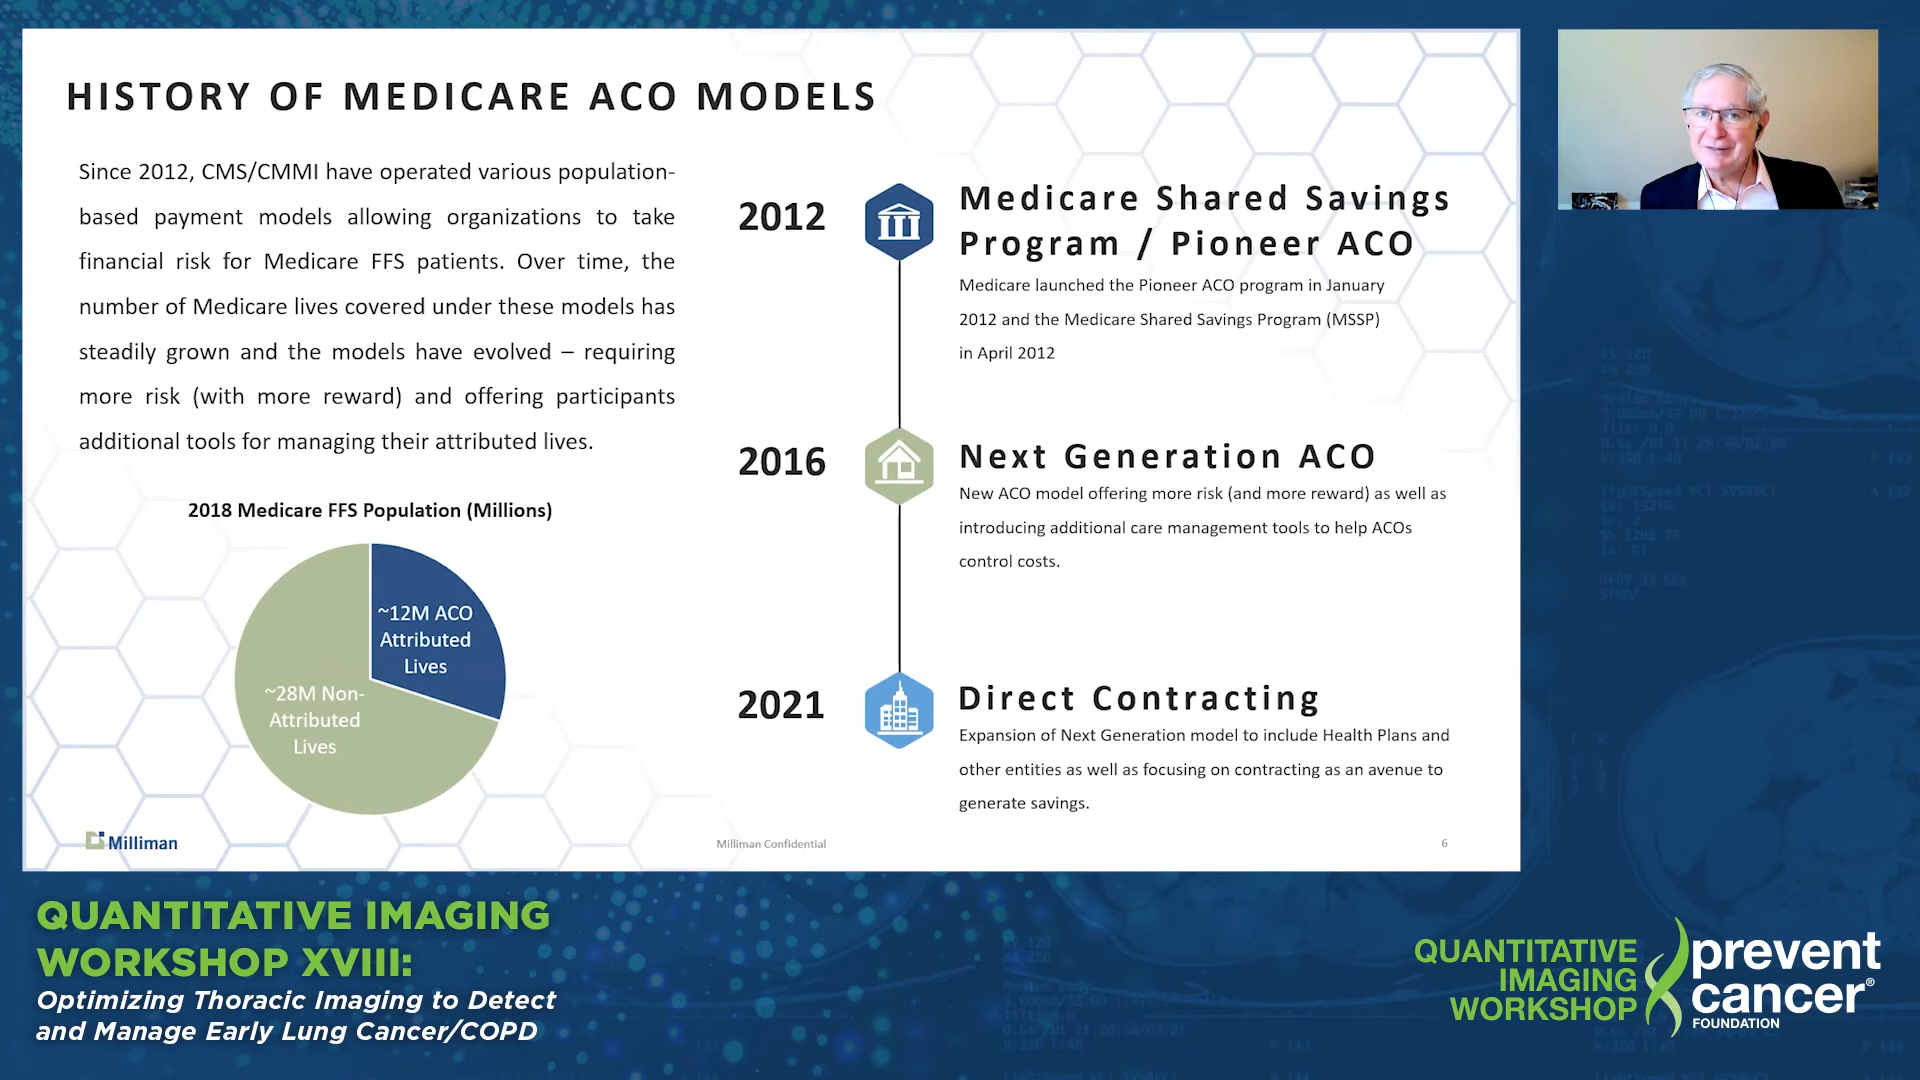 HISTORY OF MEDICARE ACO MODELS
Since 2012, CMS/CMMI have operated various population-
based payment models allowing organizations to take
financial risk for Medicare FFS patients. Over time, the
number of Medicare lives covered under these models has
steadily grown and the models have evolved – requiring
more risk (with more reward) and offering participants
additional tools for managing their attributed lives.
2018 Medicare FFS Population (Millions)
~12M ACO
Attributed
Lives
~28M Non-
Attributed
Lives
2012
Medicare Shared Savings
Program / Pioneer ACO
Medicare launched the Pioneer ACO program in January
2012 and the Medicare Shared Savings Program (MSSP)
in April 2012
2016
Next Generation ACO
New ACO model offering more risk (and more reward) as well as
introducing additional care management tools to help ACOs
control costs.
2021
Direct Contracting
Expansion of Next Generation model to include Health Plans and
other entities as well as focusing on contracting as an avenue to
generate savings.
Milliman
Milliman Confidential
6
QUANTITATIVE IMAGING
WORKSHOP XVIII:
Optimizing Thoracic Imaging to Detect
and Manage Early Lung Cancer/COPD
QUANTITATIVE
IMAGING
WORKSHOP
prevent
cancer®
FOUNDATION